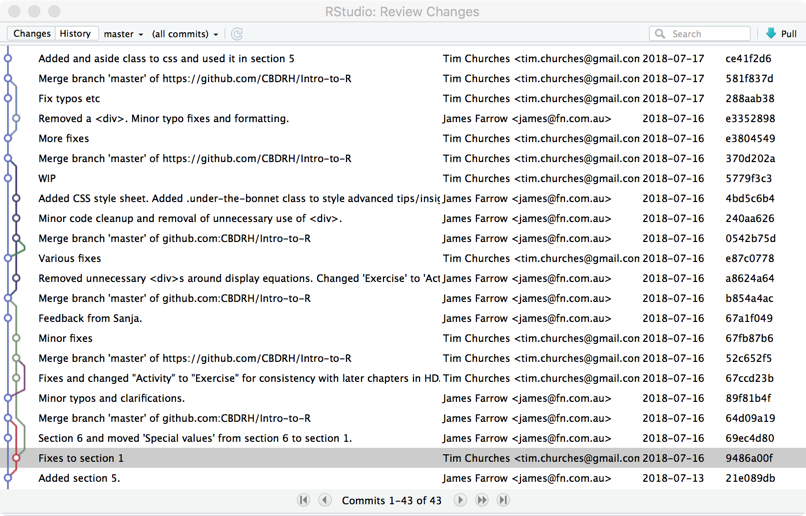 RStudio: Review Changes
Changes History master (all commits) Search Pull
Added and aside class to css and used it in section 5 Tim Churches <tim.churches@gmail.con 2018-07-17 ce41f2d6
Merge branch 'master' of https://github.com/CBDRH/Intro-to-R Tim Churches <tim.churches@gmail.con 2018-07-17 581f837d
Fix typos etc Tim Churches <tim.churches@gmail.con 2018-07-17 288aab38
Removed a <div>. Minor typo fixes and formatting. James Farrow <james@fn.com.au> 2018-07-16 e3352898
More fixes Tim Churches <tim.churches@gmail.con 2018-07-16 e3804549
Merge branch 'master' of https://github.com/CBDRH/Intro-to-R Tim Churches <tim.churches@gmail.con 2018-07-16 370d202a
WIP Tim Churches <tim.churches@gmail.con 2018-07-16 5779f3c3
Added CSS style sheet. Added .under-the-bonnet class to style advanced tips/insig James Farrow <james@fn.com.au> 2018-07-16 4bd5c6b4
Minor code cleanup and removal of unnecessary use of <div>. James Farrow <james@fn.com.au> 2018-07-16 240aa626
Merge branch 'master' of github.com:CBDRH/Intro-to-R James Farrow <james@fn.com.au> 2018-07-16 0542b75d
Various fixes Tim Churches <tim.churches@gmail.con 2018-07-16 e87c0778
Removed unnecessary <div>s around display equations. Changed 'Exercise' to 'Act James Farrow <james@fn.com.au> 2018-07-16 a8624a64
Merge branch 'master' of github.com:CBDRH/Intro-to-R James Farrow <james@fn.com.au> 2018-07-16 b854a4ac
Feedback from Sanja. James Farrow <james@fn.com.au> 2018-07-16 67a1f049
Minor fixes Tim Churches <tim.churches@gmail.con 2018-07-16 67fb87b6
Merge branch 'master' of https://github.com/CBDRH/Intro-to-R Tim Churches <tim.churches@gmail.con 2018-07-16 52c652f5
Fixes and changed "Activity" to "Exercise" for consistency with later chapters in HD. Tim Churches <tim.churches@gmail.con 2018-07-16 67ccd23b
Minor typos and clarifications. James Farrow <james@fn.com.au> 2018-07-16 89f81b4f
Merge branch 'master' of github.com:CBDRH/Intro-to-R James Farrow <james@fn.com.au> 2018-07-16 64d09a19
Section 6 and moved 'Special values' from section 6 to section 1. James Farrow <james@fn.com.au> 2018-07-16 69ec4d80
Fixes to section 1 Tim Churches <tim.churches@gmail.con 2018-07-16 9486a00f
Added section 5. James Farrow <james@fn.com.au> 2018-07-13 21e089db
Commits 1-43 of 43